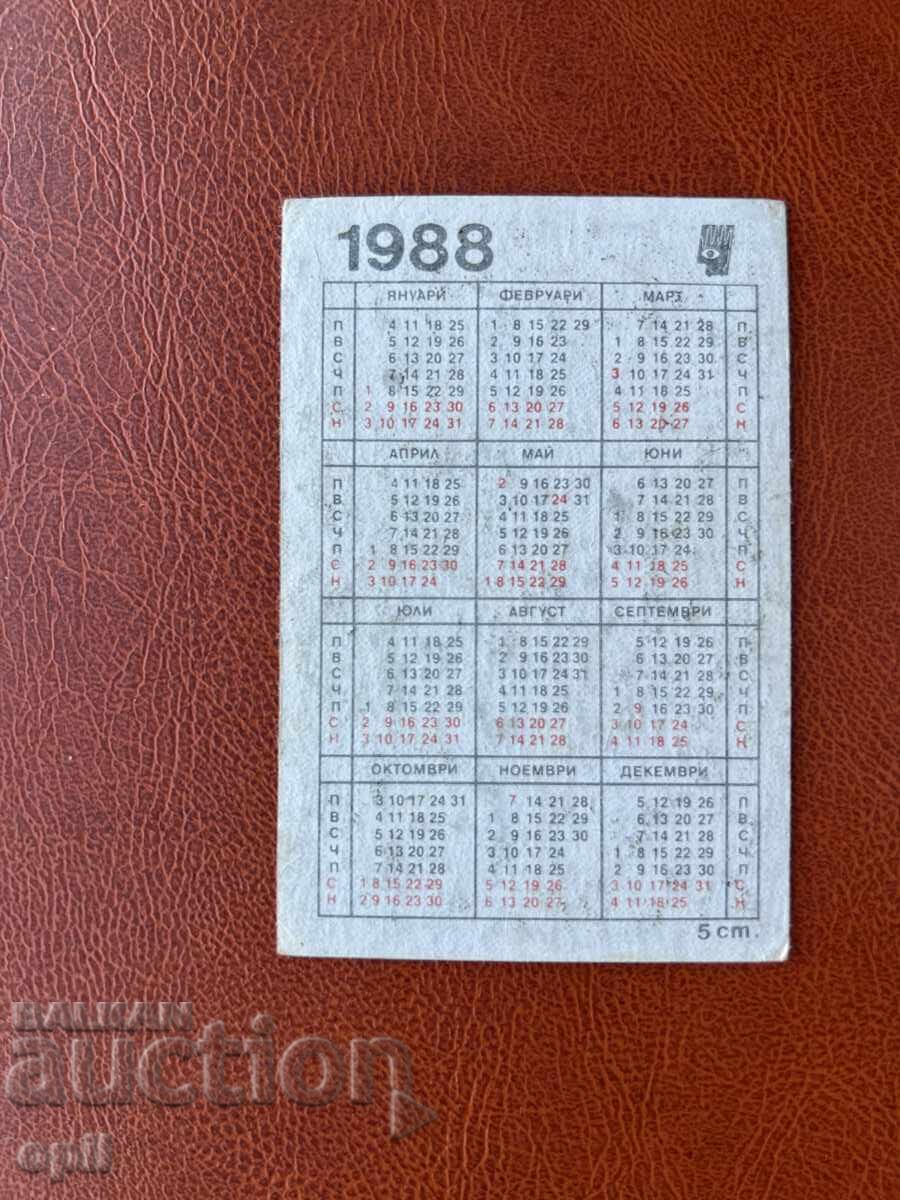 1988
ЯНУАРИ ФЕВРУАРИ МАРТ
П 4 11 18 25 1 8 15 22 29 7 14 21 28 П
В 5 12 19 26 2 9 16 23 1 8 15 22 29 В
С 6 13 20 27 3 10 17 24 2 9 16 23 30 С
Ч 7 14 21 28 4 11 18 25 3 10 17 24 31 Ч
П 1 8 15 22 29 5 12 19 26 4 11 18 25 П
С 2 9 16 23 30 6 13 20 27 5 12 19 26 С
Н 3 10 17 24 31 7 14 21 28 6 13 20 27 Н
АПРИЛ МАЙ ЮНИ
П 4 11 18 25 2 9 16 23 30 6 13 20 27 П
В 5 12 19 26 3 10 17 24 31 7 14 21 28 В
С 6 13 20 27 4 11 18 25 1 8 15 22 29 С
Ч 7 14 21 28 5 12 19 26 2 9 16 23 30 Ч
П 1 8 15 22 29 6 13 20 27 3 10 17 24 П
С 2 9 16 23 30 7 14 21 28 4 11 18 25 С
Н 3 10 17 24 1 8 15 22 29 5 12 19 26 Н
ЮЛИ АВГУСТ СЕПТЕМВРИ
П 4 11 18 25 1 8 15 22 29 5 12 19 26 П
В 5 12 19 26 2 9 16 23 30 6 13 20 27 В
С 6 13 20 27 3 10 17 24 31 7 14 21 28 С
Ч 7 14 21 28 4 11 18 25 1 8 15 22 29 Ч
П 1 8 15 22 29 5 12 19 26 2 9 16 23 30 П
С 2 9 16 23 30 6 13 20 27 3 10 17 24 С
Н 3 10 17 24 31 7 14 21 28 4 11 18 25 Н
ОКТОМВРИ НОЕМВРИ ДЕКЕМВРИ
П 3 10 17 24 31 7 14 21 28 5 12 19 26 П
В 4 11 18 25 1 8 15 22 29 6 13 20 27 В
С 5 12 19 26 2 9 16 23 30 7 14 21 28 С
Ч 6 13 20 27 3 10 17 24 1 8 15 22 29 Ч
П 7 14 21 28 4 11 18 25 2 9 16 23 30 П
С 1 8 15 22 29 5 12 19 26 3 10 17 24 31 С
Н 2 9 16 23 30 6 13 20 27 4 11 18 25 Н
5 cm.
BALKAN
auction
opil